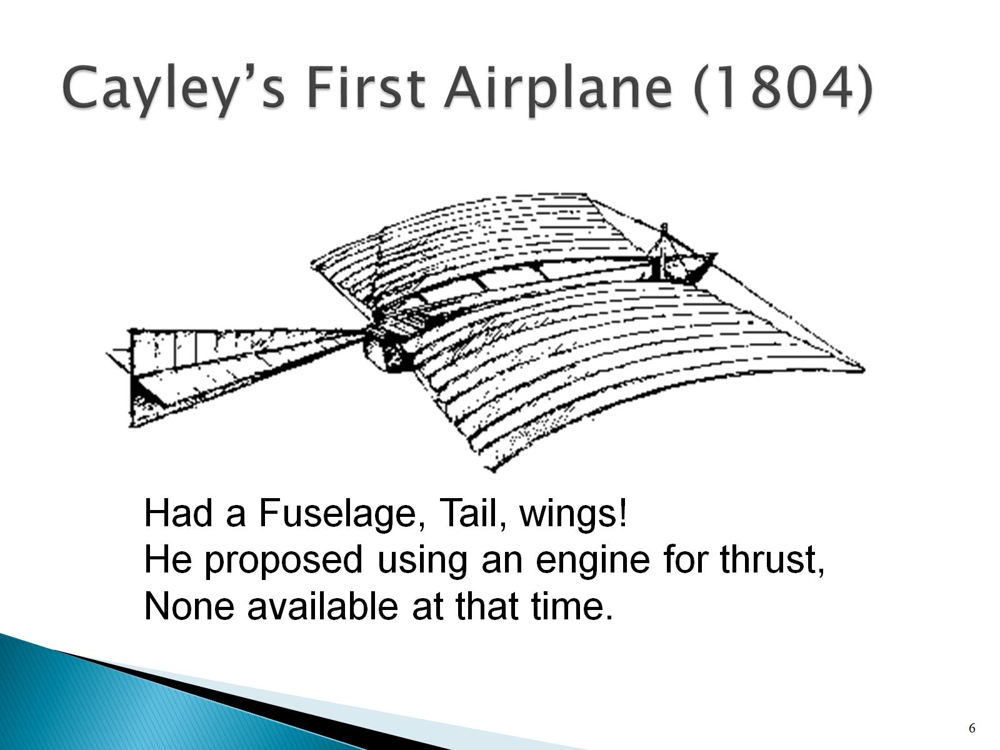 Cayley’s First Airplane (1804)
Had a Fuselage, Tail, wings!
He proposed using an engine for thrust,
None available at that time.
6